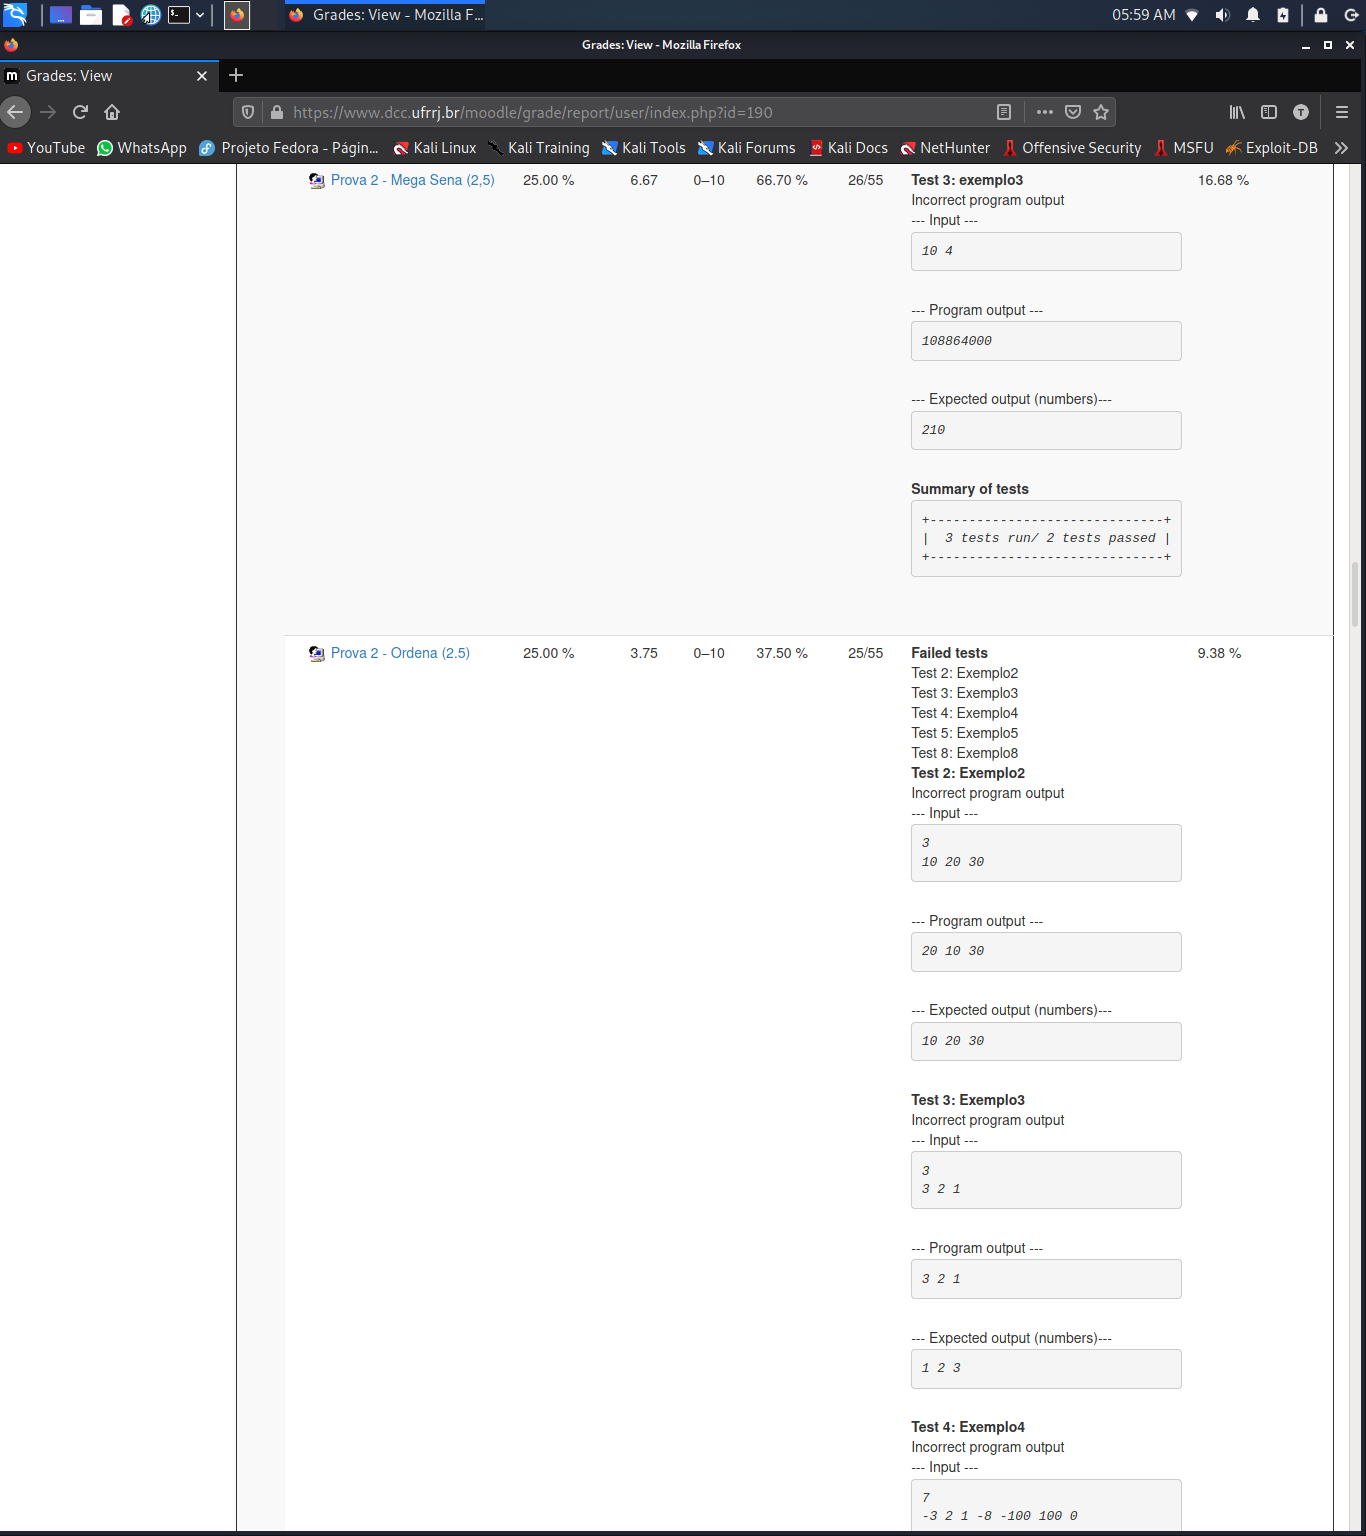 Grades: View - Mozilla F...
05:59 AM
Grades: View - Mozilla Firefox
Grades: View
https://www.dcc.ufrrj.br/moodle/grade/report/user/index.php?id=190
YouTube WhatsApp Projeto Fedora - Págin... Kali Linux Kali Training Kali Tools Kali Forums Kali Docs NetHunter Offensive Security MSFU Exploit-DB
Prova 2 - Mega Sena (2,5) 25.00 % 6.67 0–10 66.70 % 26/55 Test 3: exemplo3 16.68 %
Incorrect program output
--- Input ---
10 4
--- Program output ---
108864000
--- Expected output (numbers)---
210
Summary of tests
+------------------------------+
|  3 tests run/ 2 tests passed |
+------------------------------+
Prova 2 - Ordena (2.5) 25.00 % 3.75 0–10 37.50 % 25/55 Failed tests 9.38 %
Test 2: Exemplo2
Test 3: Exemplo3
Test 4: Exemplo4
Test 5: Exemplo5
Test 8: Exemplo8
Test 2: Exemplo2
Incorrect program output
--- Input ---
3
10 20 30
--- Program output ---
20 10 30
--- Expected output (numbers)---
10 20 30
Test 3: Exemplo3
Incorrect program output
--- Input ---
3
3 2 1
--- Program output ---
3 2 1
--- Expected output (numbers)---
1 2 3
Test 4: Exemplo4
Incorrect program output
--- Input ---
7
-3 2 1 -8 -100 100 0